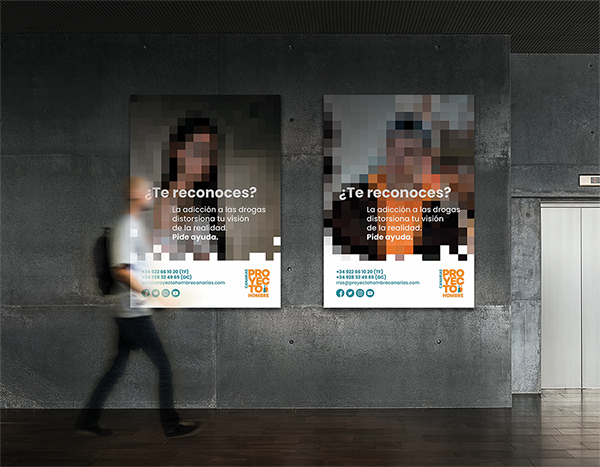 ¿Te reconoces?
La adicción a las drogas
distorsiona tu visión
de la realidad.
Pide ayuda.
+34 922 66 10 20 (TF)
+34 928 32 49 65 (GC)
@proyectohombrecanarias.com
CANARIAS
PRO
YEC
TO
HOMBRE
¿Te reconoces?
La adicción a las drogas
distorsiona tu visión
de la realidad.
Pide ayuda.
+34 922 66 10 20 (TF)
+34 928 32 49 65 (GC)
rrss@proyectohombrecanarias.com
CANARIAS
PRO
YEC
TO
HOMBRE